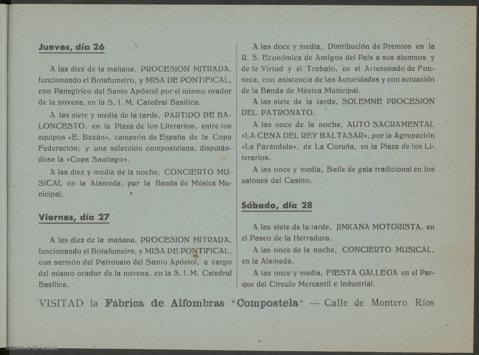 Jueves, día 26
A las diez de la mañana, PROCESION MITRADA,
funcionando el Botafumeiro, y MISA DE PONTIFICAL,
con Panegírico del Santo Apóstol por el mismo orador
de la novena, en la S. I. M. Catedral Basílica.
A las siete y media de la tarde, PARTIDO DE BA-
LONCESTO, en la Plaza de los Literarios, entre los
equipos «E. Bazán», campeón de España de la Copa
Federación; y una selección compostelana, dispután-
dose la «Copa Santiago».
A las diez y media de la noche, CONCIERTO MU-
SICAL en la Alameda, por la Banda de Música Mu-
nicipal.
Viernes, día 27
A las diez de la mañana, PROCESION MITRADA,
funcionando el Botafumeiro, y MISA DE PONTIFICAL,
con sermón del Patronato del Santo Apóstol, a cargo
del mismo orador de la novena, en la S. I. M. Catedral
Basílica.
A las doce y media, Distribución de Premios en la
R. S. Económica de Amigos del País a sus alumnos y
de la Virtud y el Trabajo, en el Artesonado de Fon-
seca, con asistencia de las Autoridades y con actuación
de la Banda de Música Municipal.
A las siete de la tarde, SOLEMNE PROCESION
DEL PATRONATO.
A las once de la noche, AUTO SACRAMENTAL
«LA CENA DEL REY BALTASAR», por la Agrupación
«La Farándula», de La Coruña, en la Plaza de los Li-
terarios.
A las once y media, Baile de gala tradicional en los
salones del Casino.
Sábado, día 28
A las siete de la tarde, JIMKANA MOTORISTA, en
el Paseo de la Herradura.
A las once de la noche, CONCIERTO MUSICAL,
en la Alameda.
A las once y media, FIESTA GALLEGA en el Par-
que del Círculo Mercantil e Industrial.
VISITAD la Fábrica de Alfombras "Compostela" — Calle de Montero Ríos